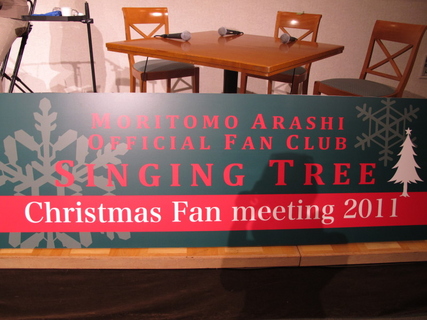 MORITOMO ARASHI
OFFICIAL FAN CLUB
SINGING TREE
Christmas Fan meeting 2011